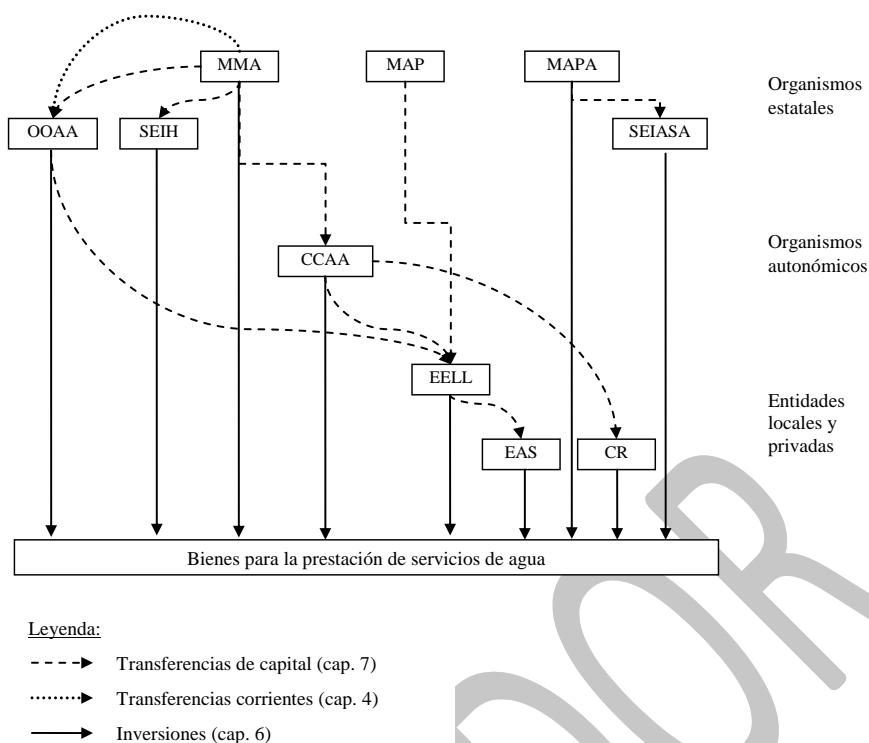 MMA
MAP
MAPA
Organismos
estatales
OOAA
SEIH
SEIASA
Organismos
autonómicos
CCAA
EELL
Entidades
locales y
privadas
EAS
CR
Bienes para la prestación de servicios de agua
Leyenda:
Transferencias de capital (cap. 7)
Transferencias corrientes (cap. 4)
Inversiones (cap. 6)
DOR